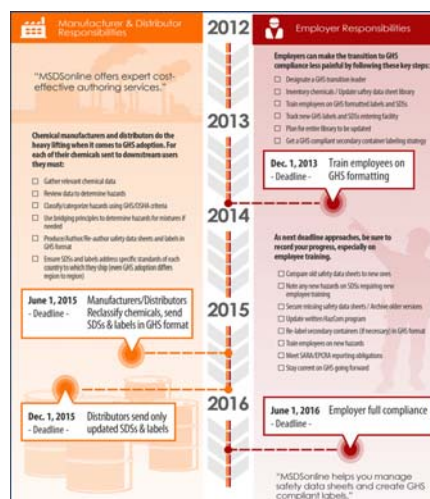 Manufacturer & Distributor
Responsibilities
2012
Employer Responsibilities
"MSDSonline offers expert cost-
effective authoring services."
Chemical manufacturers and distributors do the
heavy lifting when it comes to GHS adoption. For
each of their chemicals sent to downstream users
they must:
Gather relevant chemical data
Review data to determine hazards
Classify/categorize hazards using GHS/OSHA criteria
Use bridging principles to determine hazards for mixtures if
needed
Produce/Author/Re-author safety data sheets and labels in
GHS format
Ensure SDSs and labels address specific standards of each
country to which they ship (even GHS adoption differs
region to region)
June 1, 2015
- Deadline -
Manufacturers/Distributors
Reclassify chemicals, send
SDSs & labels in GHS format
Dec. 1, 2015
- Deadline -
Distributors send only
updated SDSs & labels
2013
2014
2015
2016
Employers can make the transition to GHS
compliance less painful by following these key steps:
Designate a GHS transition leader
Inventory chemicals / Update saftey data sheet library
Train employees on GHS formatted labels and SDSs
Track new GHS labels and SDSs entering facility
Plan for entire library to be updated
Get a GHS compliant secondary container labeling strategy
Dec. 1, 2013
- Deadline -
Train employees on
GHS formatting
As next deadline approaches, be sure to
record your progress, especially on
employee training.
Compare old safety data sheets to new ones
Note any new hazards on SDSs requiring new
employee training
Secure missing safety data sheets / Archive older versions
Update written HazCom program
Re-label secondary containers (if necessary) in GHS format
Train employees on new hazards
Meet SARA/EPCRA reporting obligations
Stay current on GHS going forward
June 1, 2016
- Deadline -
Employer full compliance
"MSDSonline helps you manage
safety data sheets and create GHS
compliant labels."